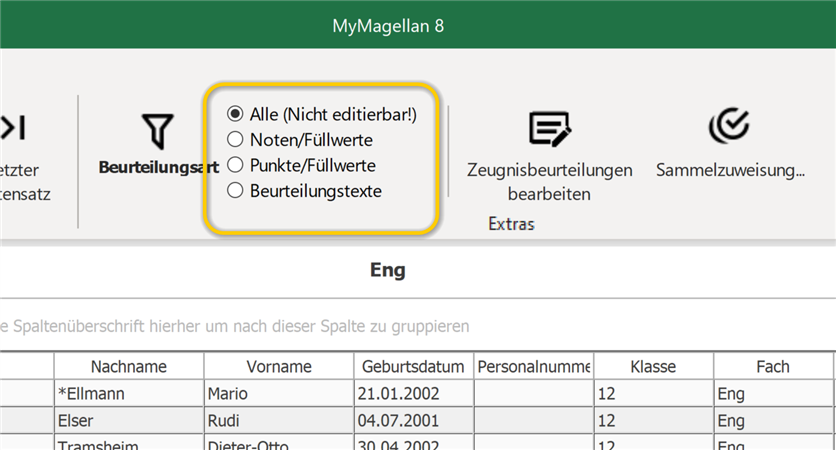 MyMagellan 8
Alle (Nicht editierbar!)
Noten/Füllwerte
Punkte/Füllwerte
Beurteilungstexte
Beurteilungsart
etzter
tensatz
Zeugnisbeurteilungen
bearbeiten
Sammelzuweisung...
Extras
Eng
e Spaltenüberschrift hierher um nach dieser Spalte zu gruppieren
Nachname Vorname Geburtsdatum Personalnumme Klasse Fach
*Ellmann Mario 21.01.2002 12 Eng
Elser Rudi 04.07.2001 12 Eng
Tramsheim Dieter-Otto 30.04.2002 12 Eng